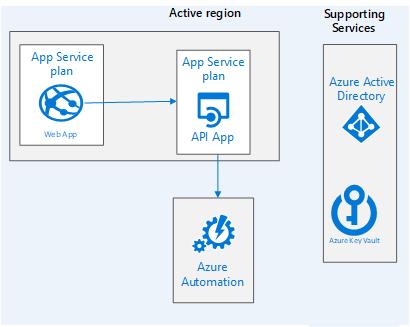 Active region
Supporting
Services
App Service
plan
Web App
App Service
plan
API App
Azure Active
Directory
Azure Key Vault
Azure
Automation